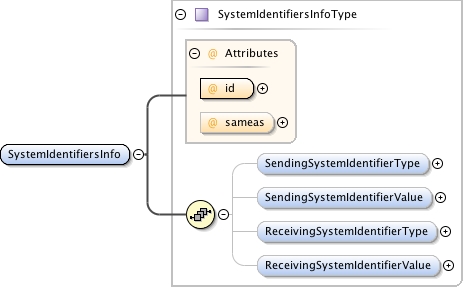 SystemIdentifiersInfoType
@ Attributes
@ id
@ sameas
SystemIdentifiersInfo
SendingSystemIdentifierType
SendingSystemIdentifierValue
ReceivingSystemIdentifierType
ReceivingSystemIdentifierValue